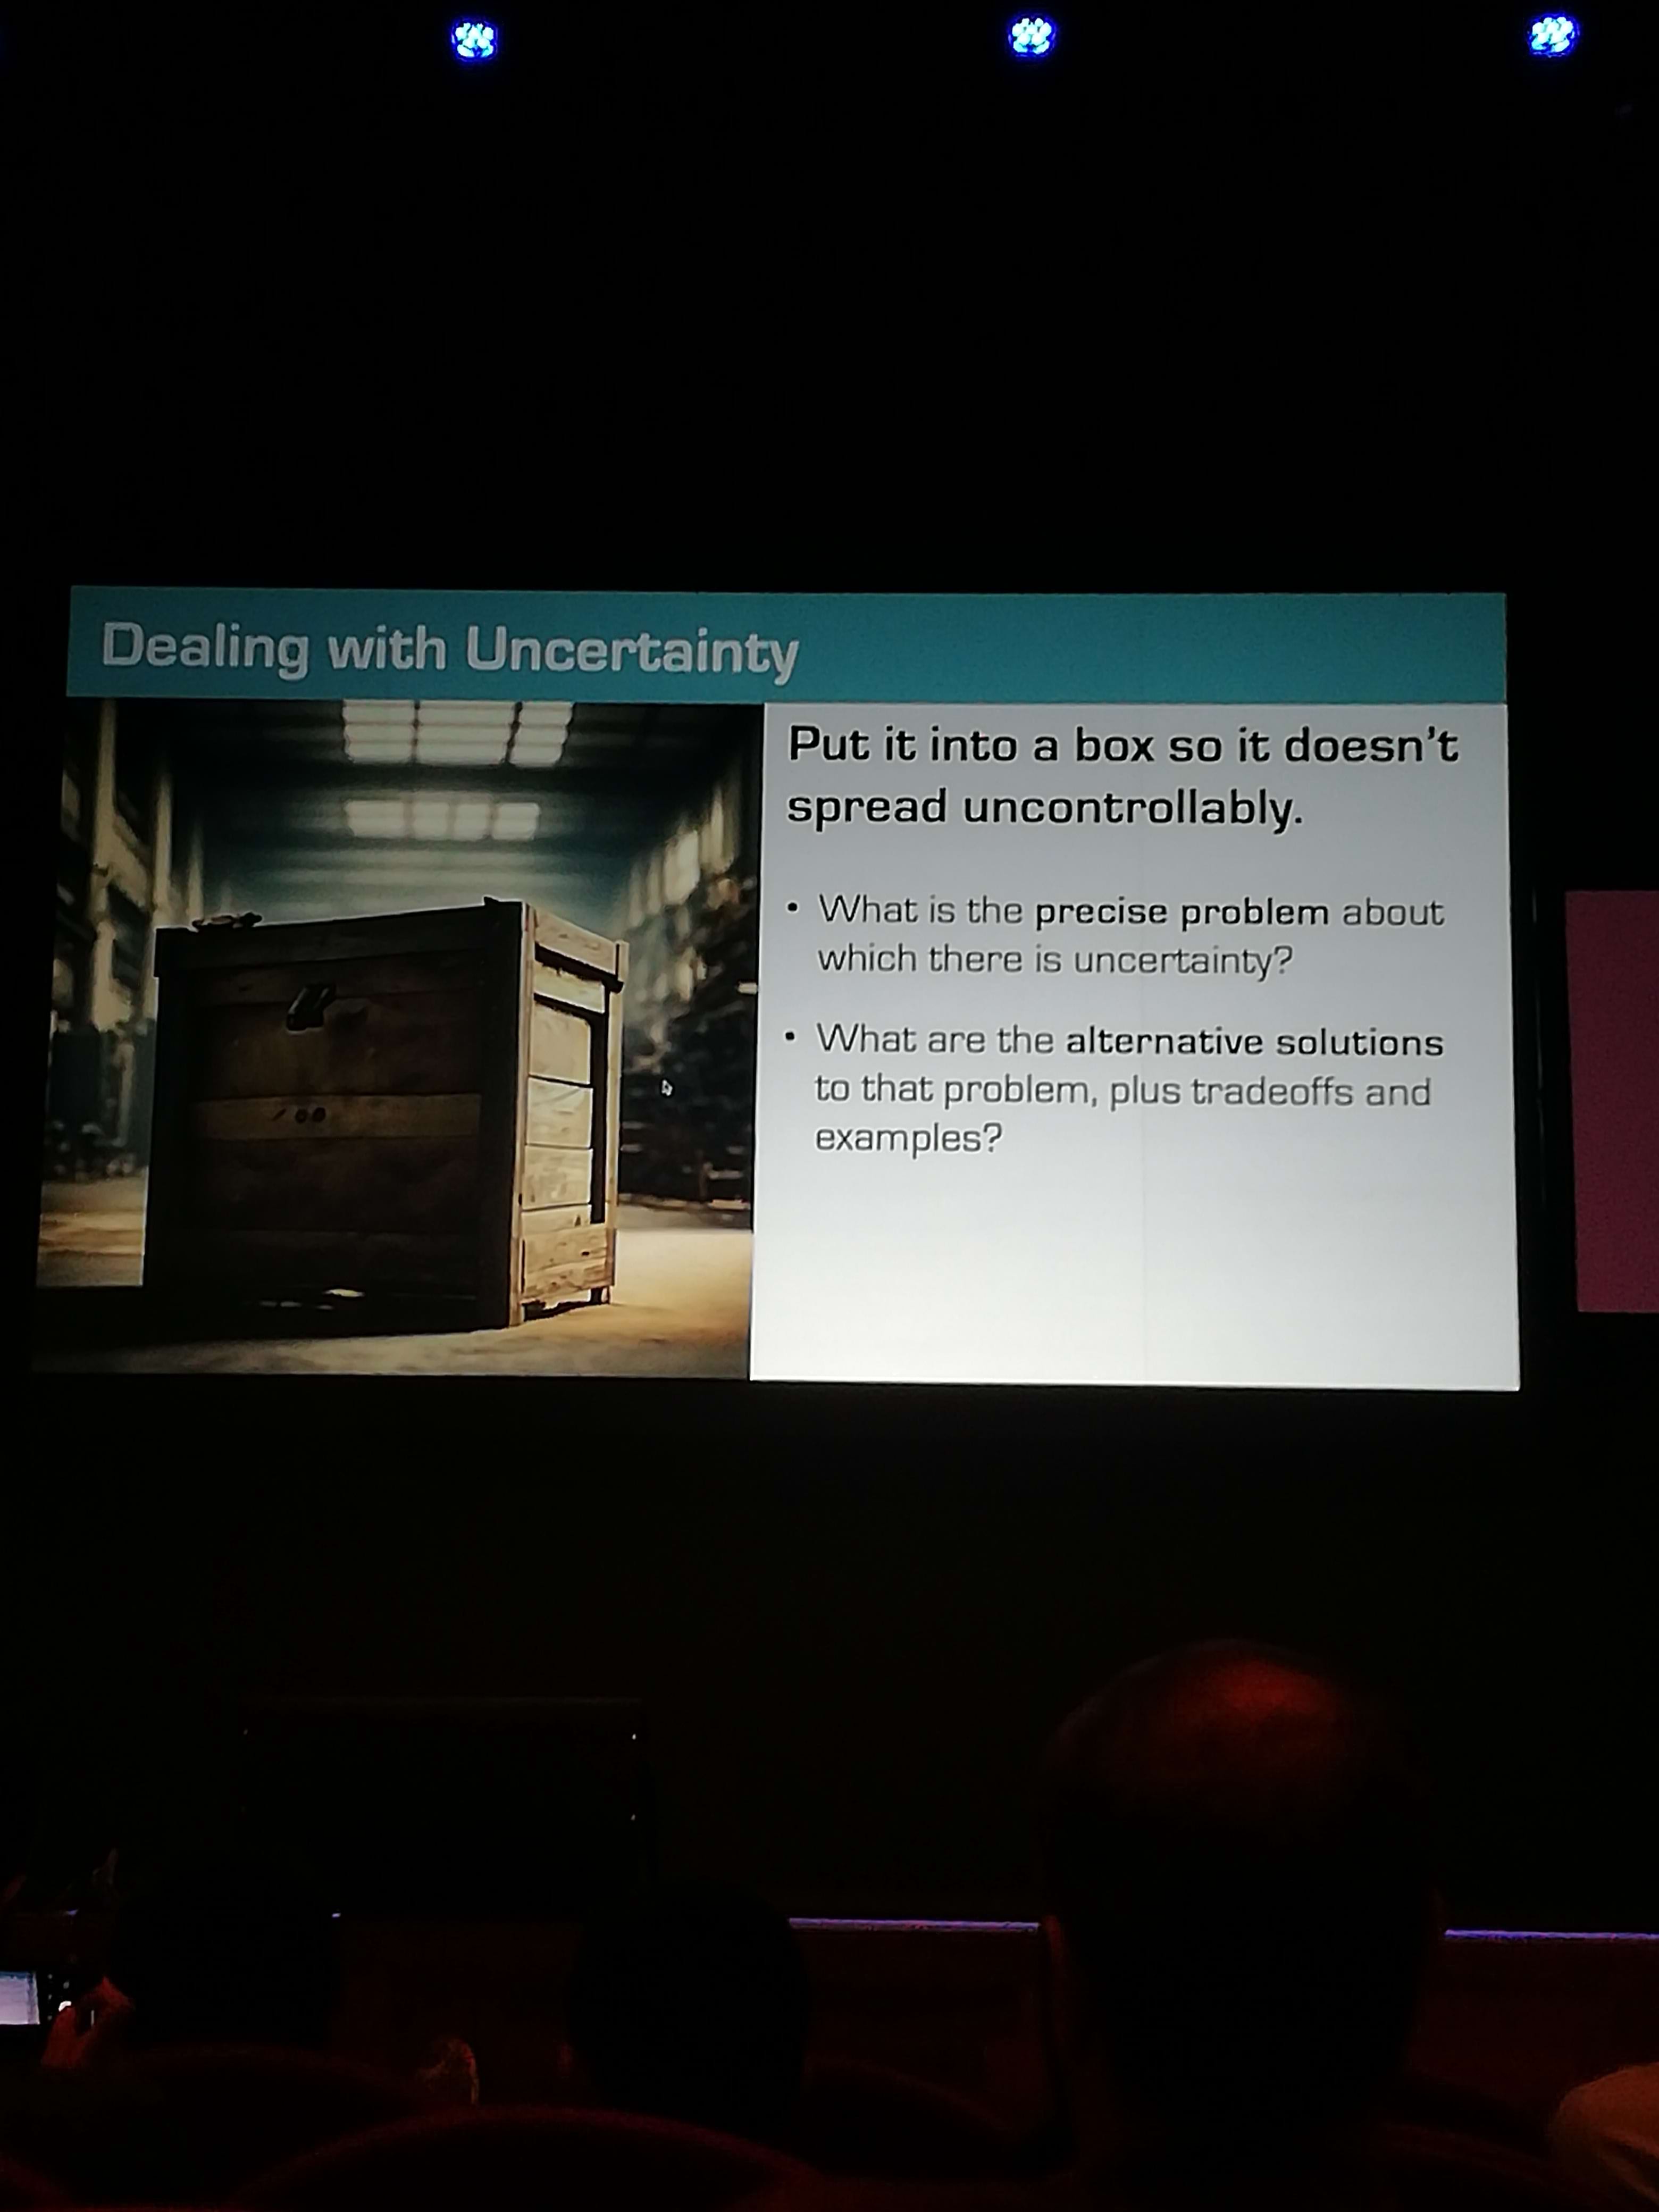 Dealing with Uncertainty
Put it into a box so it doesn't
spread uncontrollably.
• What is the precise problem about
which there is uncertainty?
• What are the alternative solutions
to that problem, plus tradeoffs and
examples?